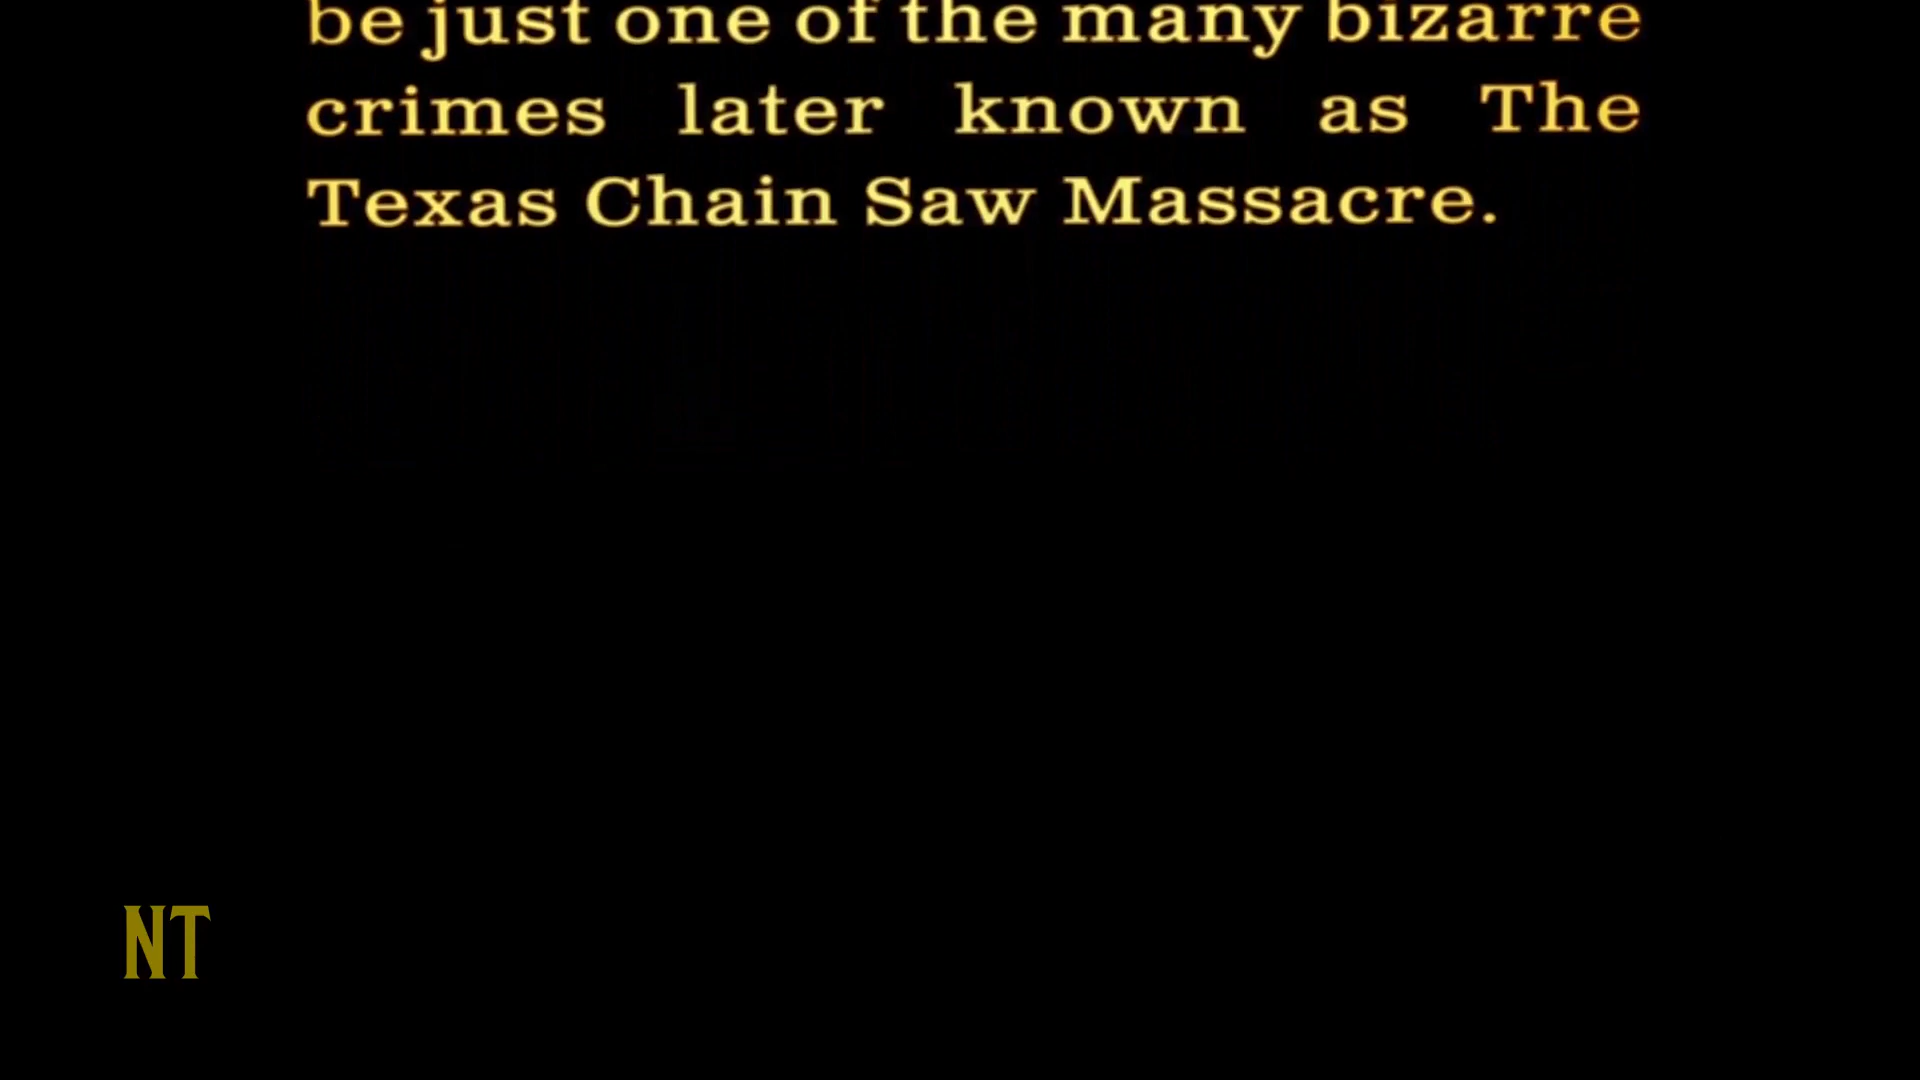 be just one of the many bizarre
crimes later known as The
Texas Chain Saw Massacre.
NT